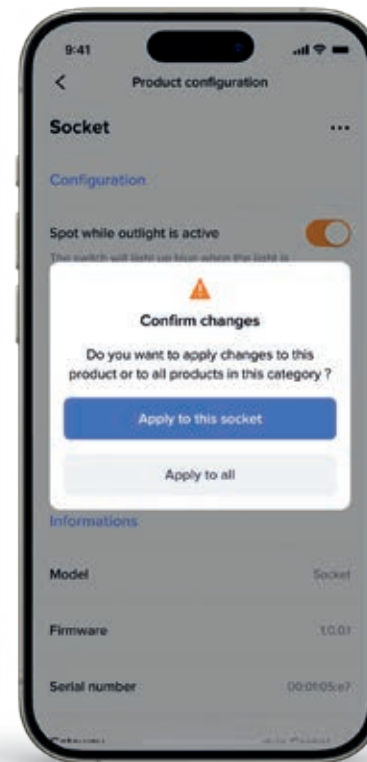 9:41
Product configuration
Socket
Configuration
Spot while outlight is active
The switch will light up blue when the light is
Confirm changes
Do you want to apply changes to this
product or to all products in this category ?
Apply to this socket
Apply to all
Informations
Model Socket
Firmware 1.0.0.1
Serial number 00:01:05:e7
Gateway